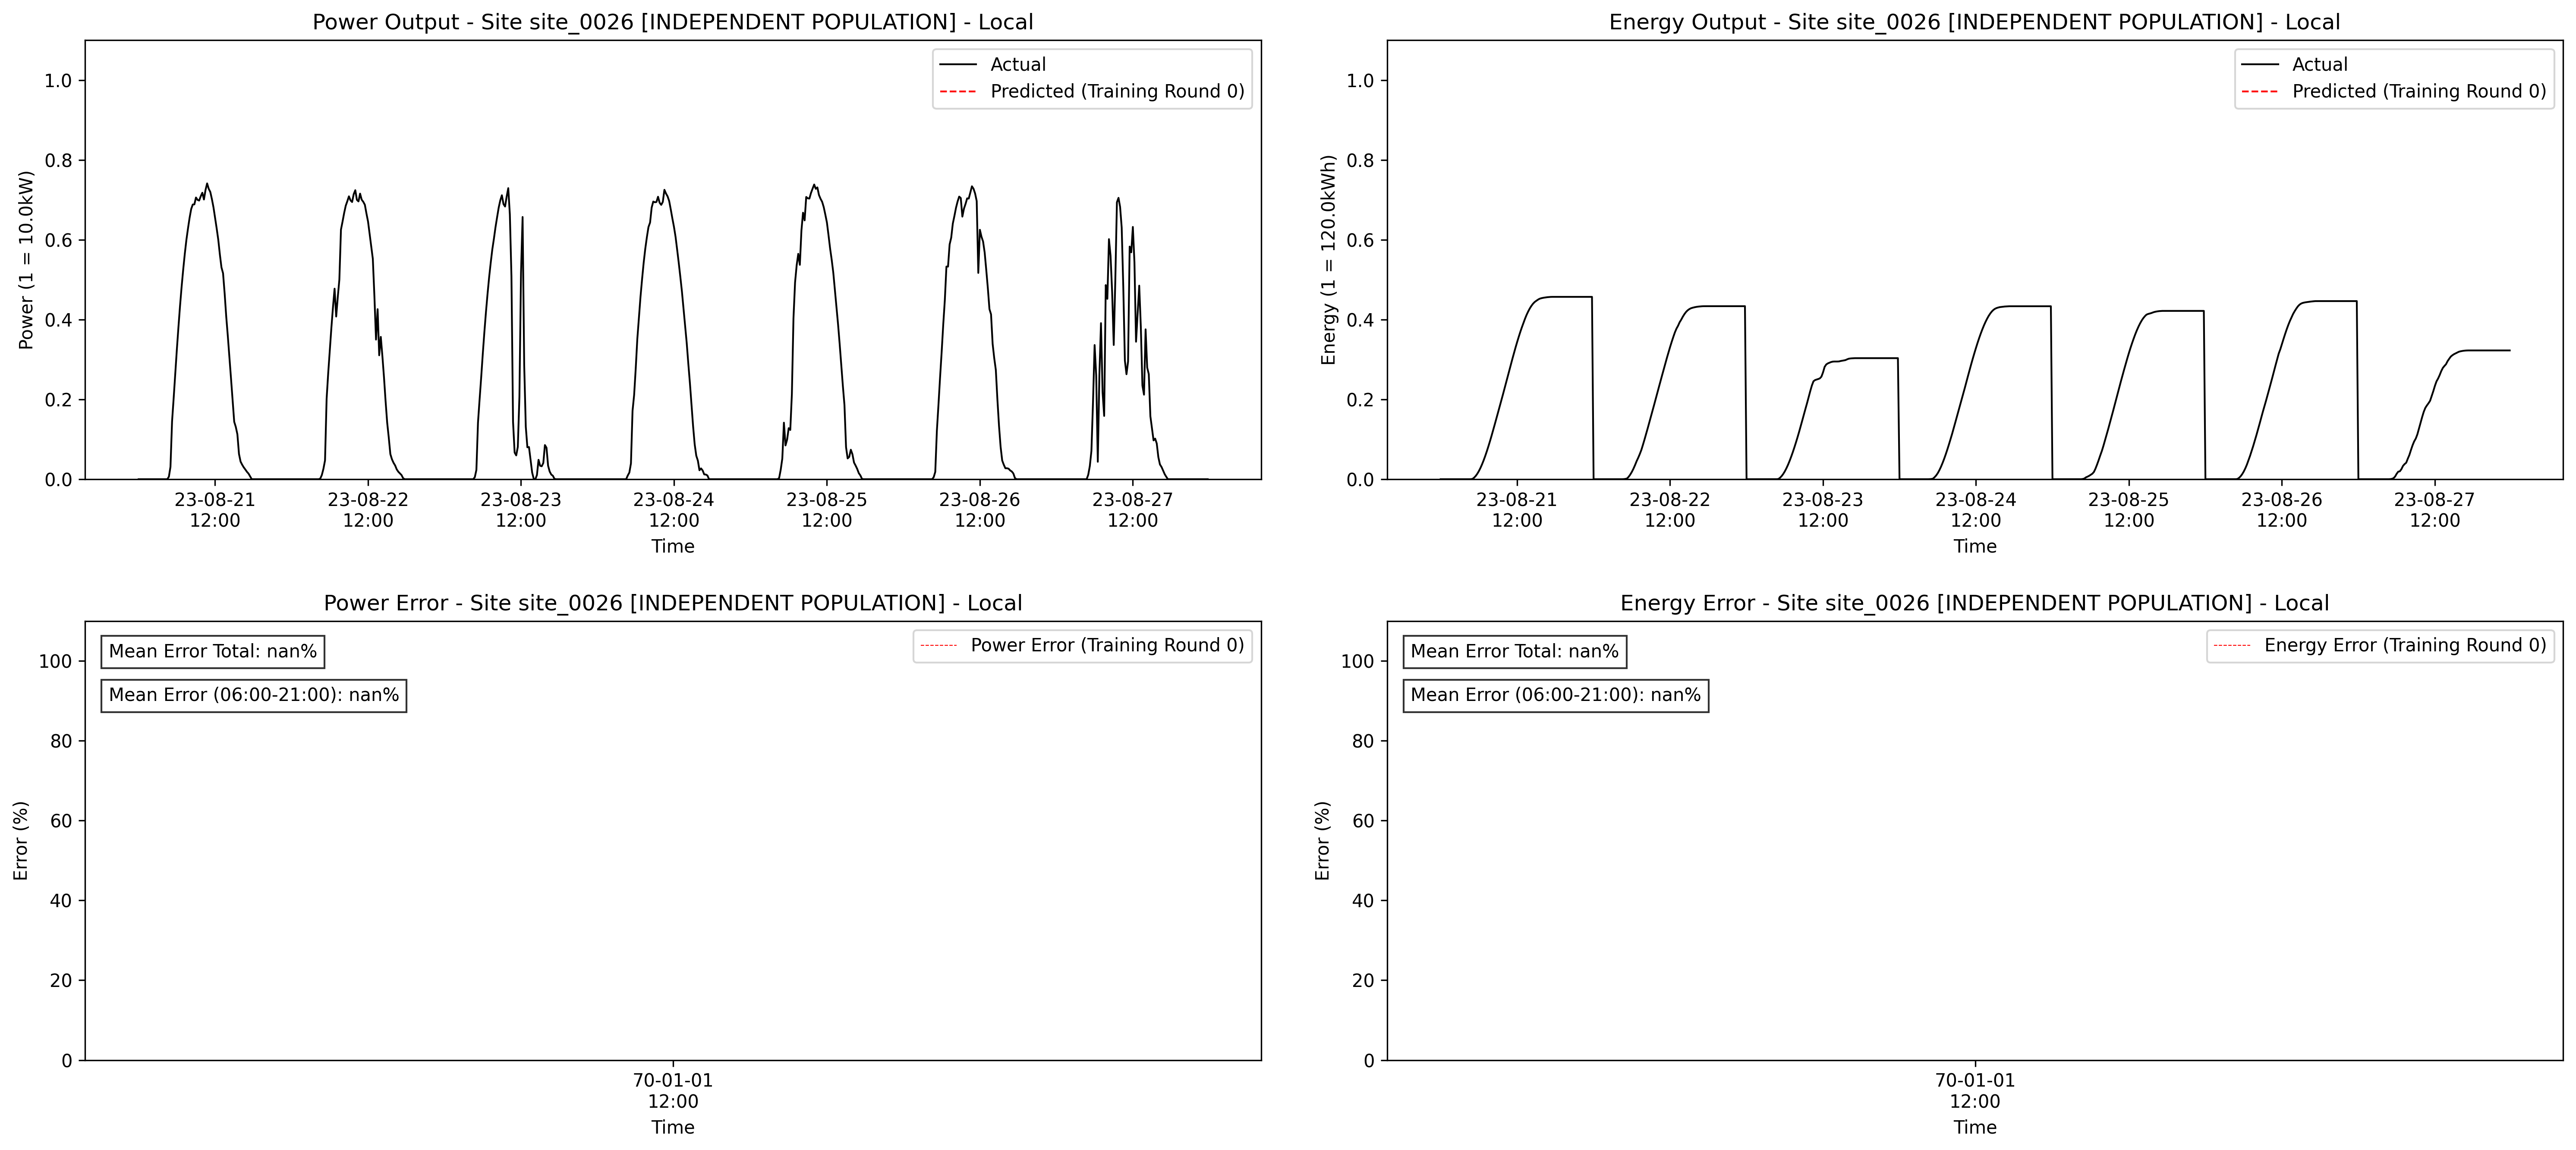 Power Output - Site site_0026 [INDEPENDENT POPULATION] - Local
Actual
Predicted (Training Round 0)
Power (1 = 10.0kW)
1.0
0.8
0.6
0.4
0.2
0.0
23-08-21
12:00
23-08-22
12:00
23-08-23
12:00
23-08-24
12:00
23-08-25
12:00
23-08-26
12:00
23-08-27
12:00
Time
Energy Output - Site site_0026 [INDEPENDENT POPULATION] - Local
Actual
Predicted (Training Round 0)
Energy (1 = 120.0kWh)
1.0
0.8
0.6
0.4
0.2
0.0
23-08-21
12:00
23-08-22
12:00
23-08-23
12:00
23-08-24
12:00
23-08-25
12:00
23-08-26
12:00
23-08-27
12:00
Time
Power Error - Site site_0026 [INDEPENDENT POPULATION] - Local
Mean Error Total: nan%
Mean Error (06:00-21:00): nan%
Power Error (Training Round 0)
Error (%)
100
80
60
40
20
0
70-01-01
12:00
Time
Energy Error - Site site_0026 [INDEPENDENT POPULATION] - Local
Mean Error Total: nan%
Mean Error (06:00-21:00): nan%
Energy Error (Training Round 0)
Error (%)
100
80
60
40
20
0
70-01-01
12:00
Time